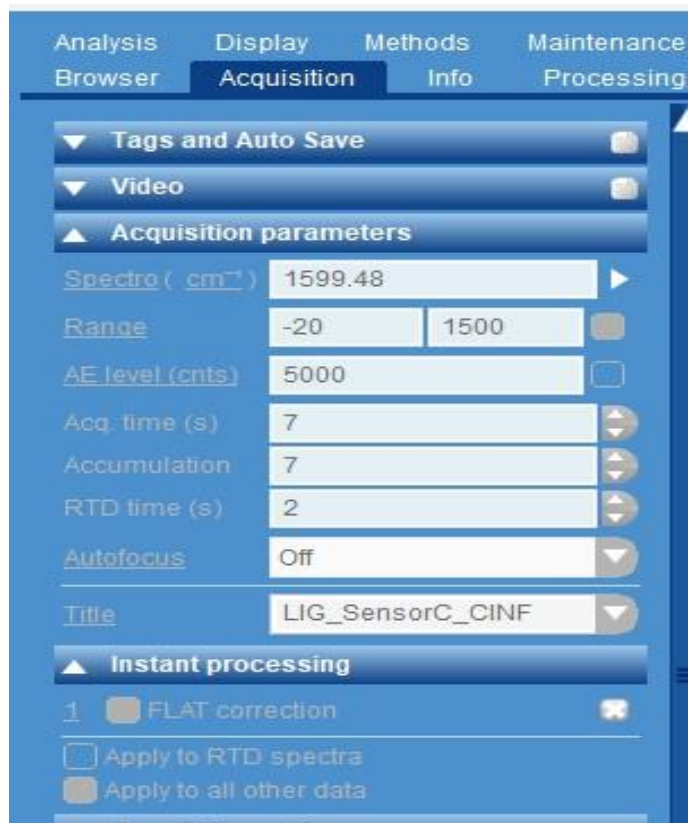 Analysis Display Methods Maintenance
Browser Acquisition Info Processing
Tags and Auto Save
Video
Acquisition parameters
Spectro ( cm⁻¹ ) 1599.48
Range -20 1500
AE level (cnts) 5000
Acq. time (s) 7
Accumulation 7
RTD time (s) 2
Autofocus Off
Title LIG_SensorC_CINF
Instant processing
1 FLAT correction
Apply to RTD spectra
Apply to all other data